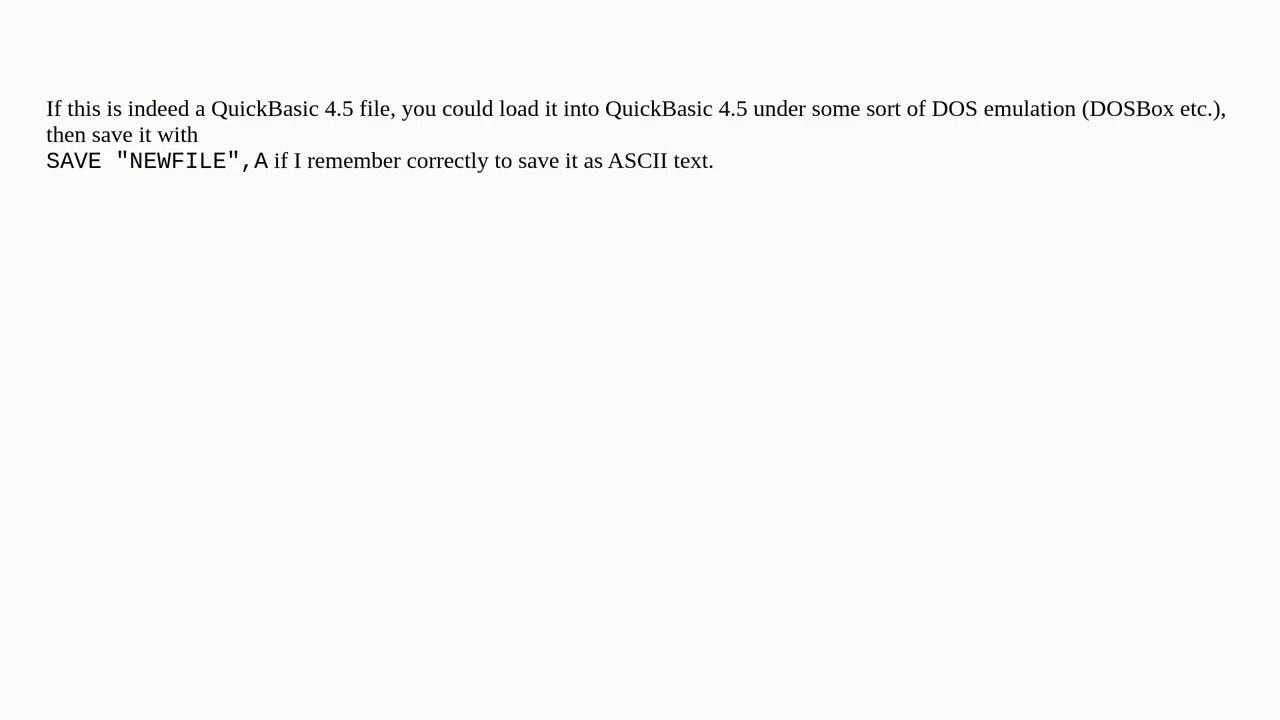 If this is indeed a QuickBasic 4.5 file, you could load it into QuickBasic 4.5 under some sort of DOS emulation (DOSBox etc.),
then save it with
SAVE "NEWFILE",A if I remember correctly to save it as ASCII text.